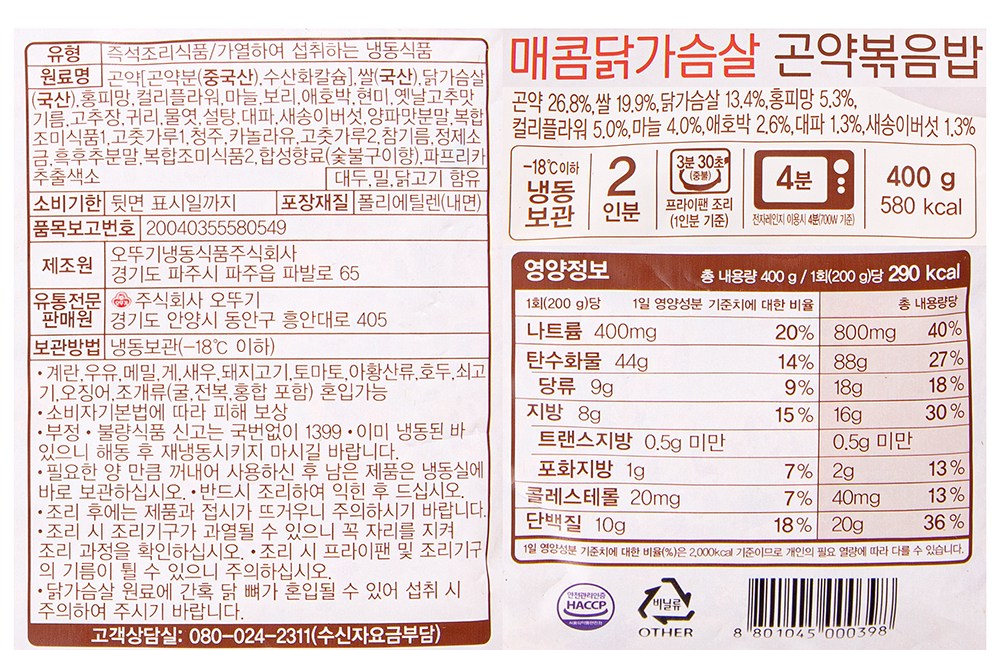 유형 즉석조리식품/가열하여 섭취하는 냉동식품
원료명 곤약[곤약분(중국산),수산화칼슘],쌀(국산),닭가슴살
(국산),홍피망,컬리플라워,마늘,보리,애호박,현미,옛날고추맛
기름,고추장,귀리,물엿,설탕,대파,새송이버섯,양파맛분말,복합
조미식품1,고춧가루1,청주,카놀라유,고춧가루2,참기름,정제소
금,흑후추분말,복합조미식품2,합성향료(숯불구이향),파프리카
추출색소
대두,밀,닭고기 함유
소비기한 뒷면 표시일까지 포장재질 폴리에틸렌(내면)
품목보고번호 20040355580549
제조원 오뚜기냉동식품주식회사
경기도 파주시 파주읍 파발로 65
유통전문판매원 주식회사 오뚜기
경기도 안양시 동안구 흥안대로 405
보관방법 냉동보관(-18℃ 이하)
•계란,우유,메밀,게,새우,돼지고기,토마토,아황산류,호두,쇠고
기,오징어,조개류(굴,전복,홍합 포함) 혼입가능
•소비자기본법에 따라 피해 보상
•부정•불량식품 신고는 국번없이 1399 •이미 냉동된 바
있으니 해동 후 재냉동시키지 마시길 바랍니다.
•필요한 양 만큼 꺼내어 사용하신 후 남은 제품은 냉동실에
바로 보관하십시오. •반드시 조리하여 익힌 후 드십시오.
•조리 후에는 제품과 접시가 뜨거우니 주의하시기 바랍니다.
•조리 시 조리기구가 과열될 수 있으니 꼭 자리를 지켜
조리 과정을 확인하십시오. •조리 시 프라이팬 및 조리기구
의 기름이 튈 수 있으니 주의하십시오.
•닭가슴살 원료에 간혹 닭 뼈가 혼입될 수 있어 섭취 시
주의하여 주시기 바랍니다.
고객상담실: 080-024-2311(수신자요금부담)
매콤닭가슴살 곤약볶음밥
곤약 26.8%,쌀 19.9%,닭가슴살 13.4%,홍피망 5.3%,
컬리플라워 5.0%,마늘 4.0%,애호박 2.6%,대파 1.3%,새송이버섯 1.3%
-18℃이하
냉동
보관
2
인분
3분 30초
(중불)
프라이팬 조리
(1인분 기준)
4분
전자레인지 이용시 4분(700W 기준)
400 g
580 kcal
영양정보 총 내용량 400 g / 1회(200 g)당 290 kcal
1회(200 g)당 1일 영양성분 기준치에 대한 비율 총 내용량당
나트륨 400mg 20% 800mg 40%
탄수화물 44g 14% 88g 27%
당류 9g 9% 18g 18%
지방 8g 15% 16g 30%
트랜스지방 0.5g 미만 0.5g 미만
포화지방 1g 7% 2g 13%
콜레스테롤 20mg 7% 40mg 13%
단백질 10g 18% 20g 36%
1일 영양성분 기준치에 대한 비율(%)은 2,000kcal 기준이므로 개인의 필요 열량에 따라 다를 수 있습니다.
안전관리인증
HACCP
식품의약품안전처
비닐류
OTHER
8 801045 000398